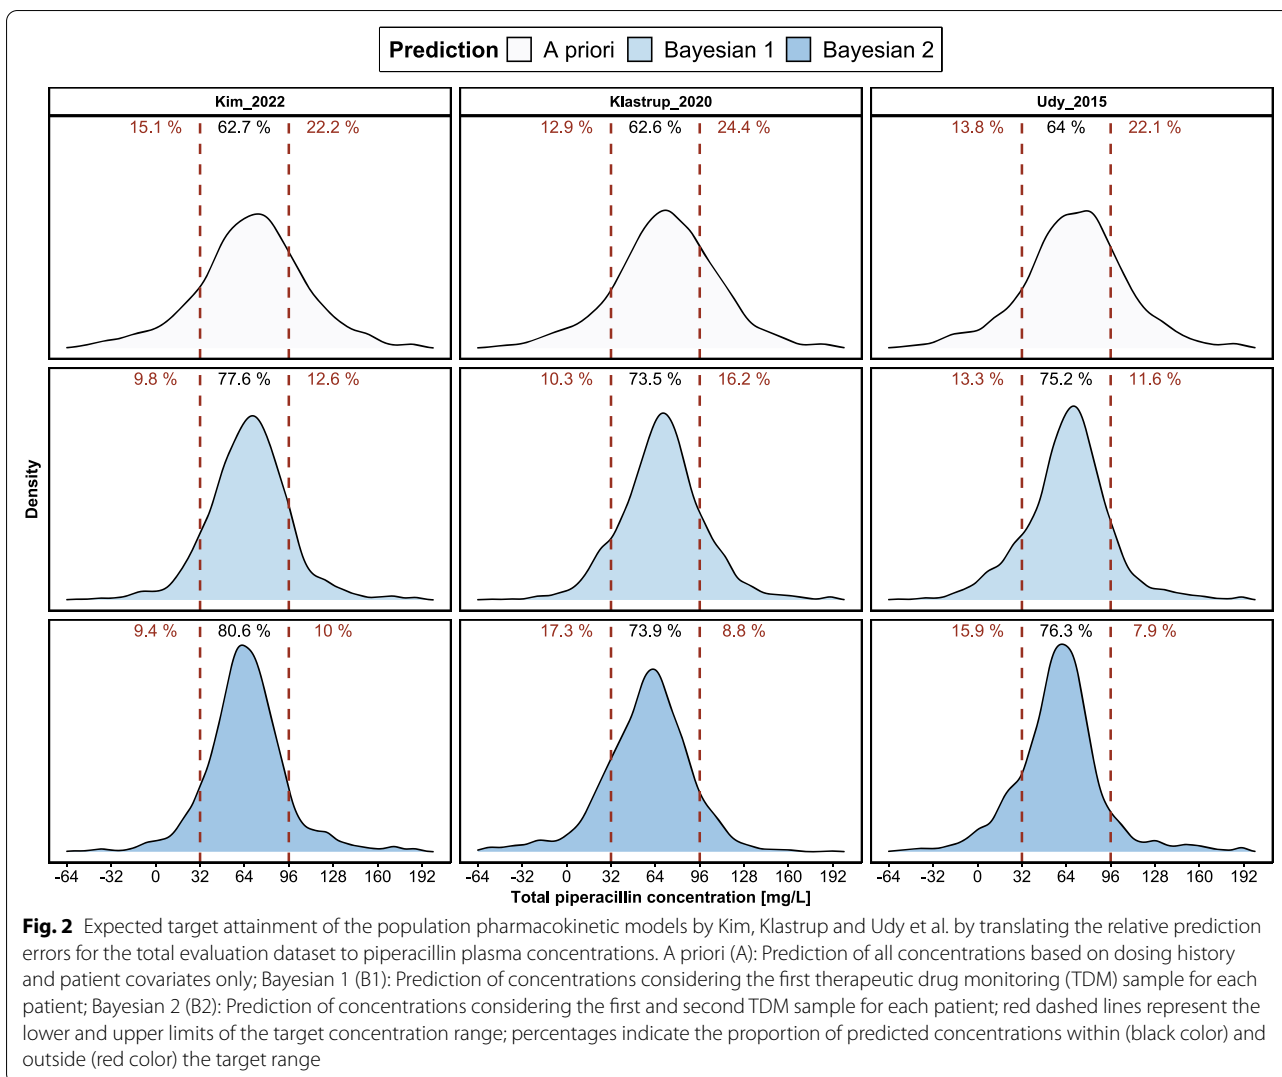 Prediction A priori Bayesian 1 Bayesian 2
Kim_2022 Klastrup_2020 Udy_2015
15.1 % 62.7 % 22.2 % 12.9 % 62.6 % 24.4 % 13.8 % 64 % 22.1 %
9.8 % 77.6 % 12.6 % 10.3 % 73.5 % 16.2 % 13.3 % 75.2 % 11.6 %
Density
9.4 % 80.6 % 10 % 17.3 % 73.9 % 8.8 % 15.9 % 76.3 % 7.9 %
-64 -32 0 32 64 96 128 160 192 -64 -32 0 32 64 96 128 160 192 -64 -32 0 32 64 96 128 160 192
Total piperacillin concentration [mg/L]
Fig. 2 Expected target attainment of the population pharmacokinetic models by Kim, Klastrup and Udy et al. by translating the relative prediction
errors for the total evaluation dataset to piperacillin plasma concentrations. A priori (A): Prediction of all concentrations based on dosing history
and patient covariates only; Bayesian 1 (B1): Prediction of concentrations considering the first therapeutic drug monitoring (TDM) sample for each
patient; Bayesian 2 (B2): Prediction of concentrations considering the first and second TDM sample for each patient; red dashed lines represent the
lower and upper limits of the target concentration range; percentages indicate the proportion of predicted concentrations within (black color) and
outside (red color) the target range